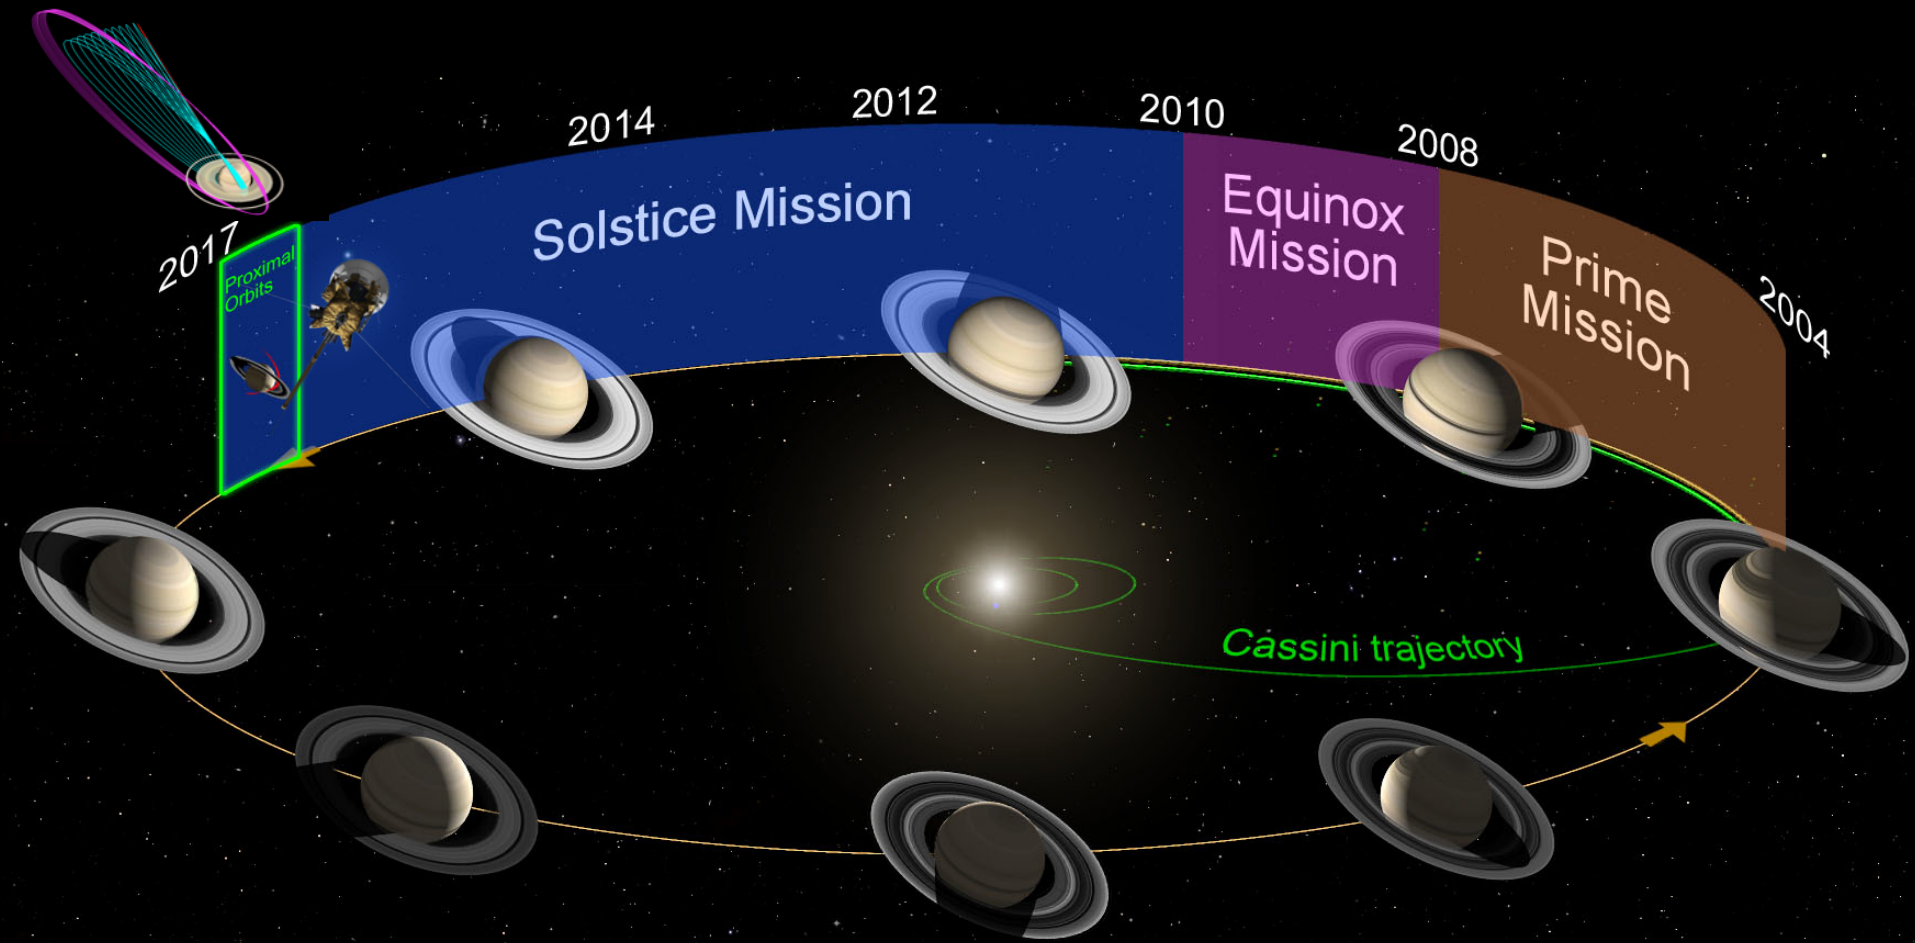 2014
2012
2010
2008
2004
2017
Solstice Mission
Equinox
Mission
Prime
Mission
Proximal
Orbits
Cassini trajectory